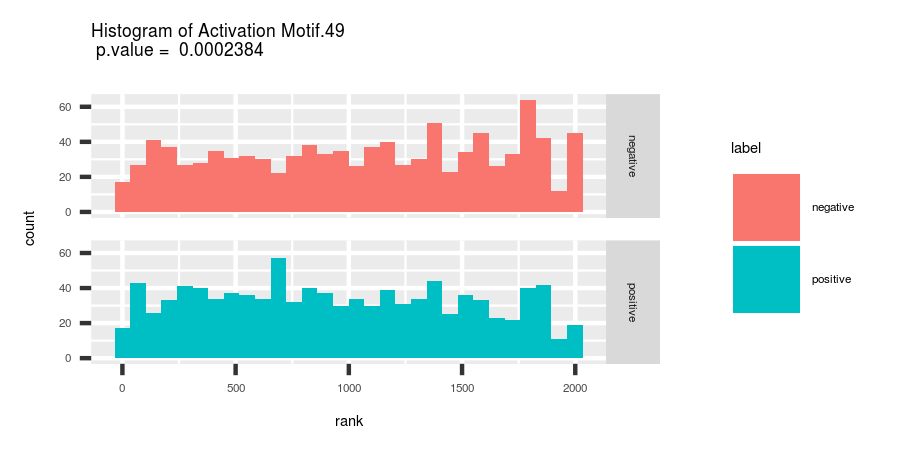 Histogram of Activation Motif.49
p.value =  0.0002384
60
40
20
0
negative
60
40
20
0
positive
0
500
1000
1500
2000
rank
count
label
negative
positive